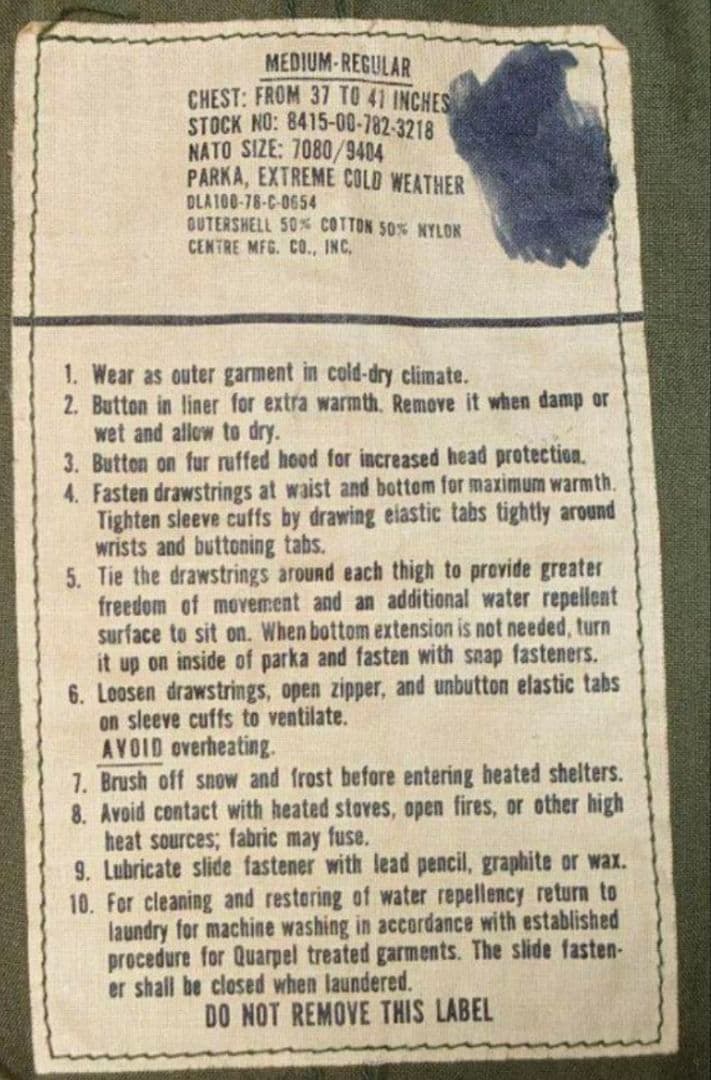 MEDIUM-REGULAR
CHEST: FROM 37 TO 41 INCHES
STOCK NO: 8415-00-782-3218
NATO SIZE: 7080/9404
PARKA, EXTREME COLD WEATHER
DLA100-78-C-0654
OUTERSHELL 50% COTTON 50% NYLON
CENTRE MFG. CO., INC.
1. Wear as outer garment in cold-dry climate.
2. Button in liner for extra warmth. Remove it when damp or
wet and allow to dry.
3. Button on fur ruffed hood for increased head protection.
4. Fasten drawstrings at waist and bottom for maximum warmth.
Tighten sleeve cuffs by drawing elastic tabs tightly around
wrists and buttoning tabs.
5. Tie the drawstrings around each thigh to provide greater
freedom of movement and an additional water repellent
surface to sit on. When bottom extension is not needed, turn
it up on inside of parka and fasten with snap fasteners.
6. Loosen drawstrings, open zipper, and unbutton elastic tabs
on sleeve cuffs to ventilate.
AVOID overheating.
7. Brush off snow and frost before entering heated shelters.
8. Avoid contact with heated stoves, open fires, or other high
heat sources; fabric may fuse.
9. Lubricate slide fastener with lead pencil, graphite or wax.
10. For cleaning and restoring of water repellency return to
laundry for machine washing in accordance with established
procedure for Quarpel treated garments. The slide fasten-
er shall be closed when laundered.
DO NOT REMOVE THIS LABEL